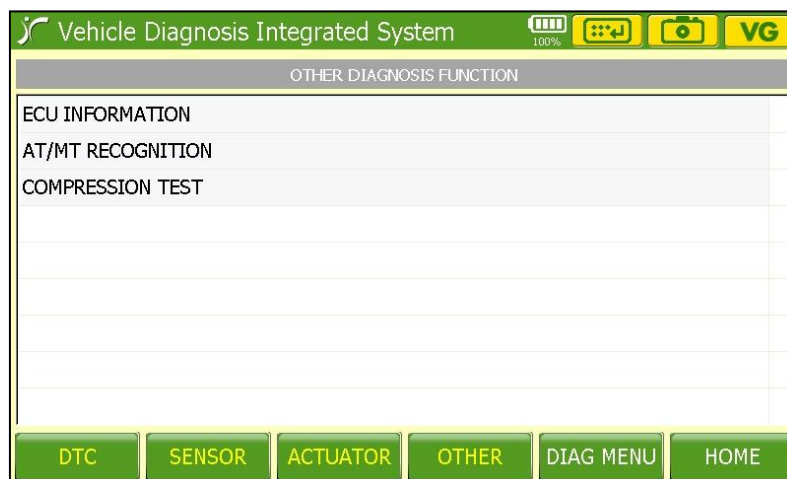 Vehicle Diagnosis Integrated System 100% VG
OTHER DIAGNOSIS FUNCTION
ECU INFORMATION
AT/MT RECOGNITION
COMPRESSION TEST
DTC SENSOR ACTUATOR OTHER DIAG MENU HOME